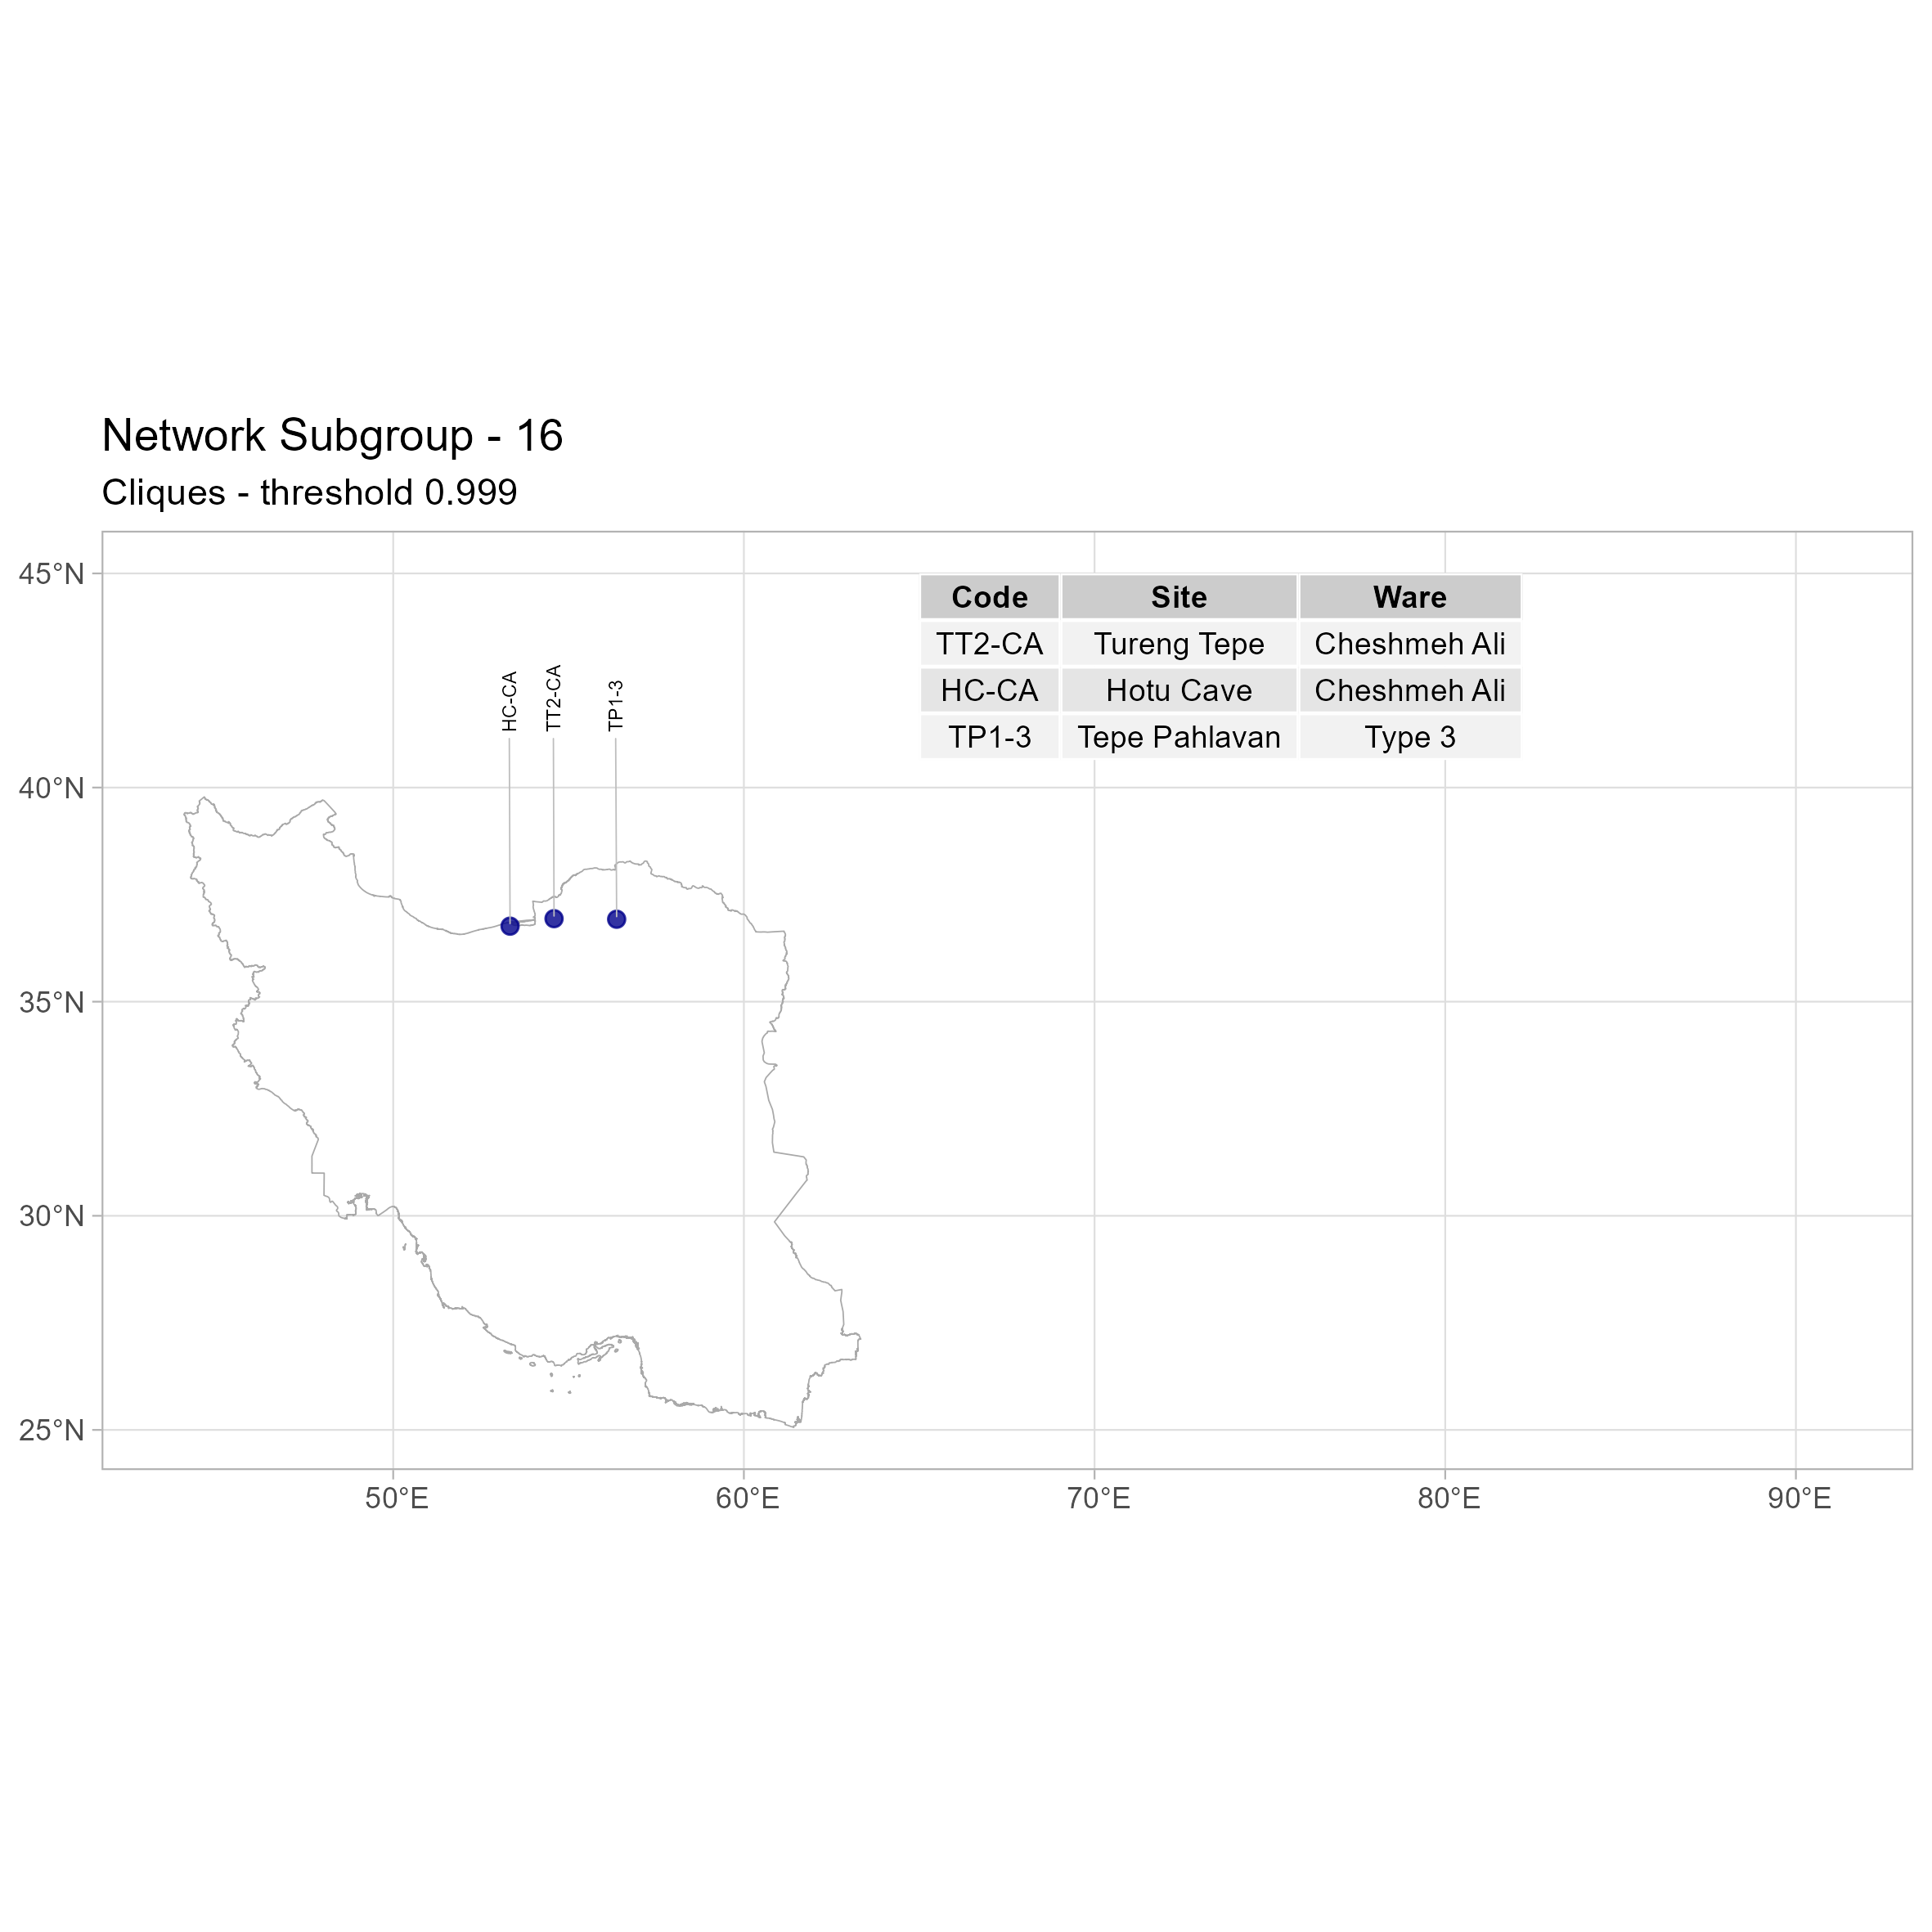 Network Subgroup - 16
Cliques - threshold 0.999
45°N
40°N
35°N
30°N
25°N
HC-CA
TT2-CA
TP1-3
Code Site Ware
TT2-CA Tureng Tepe Cheshmeh Ali
HC-CA Hotu Cave Cheshmeh Ali
TP1-3 Tepe Pahlavan Type 3
50°E 60°E 70°E 80°E 90°E